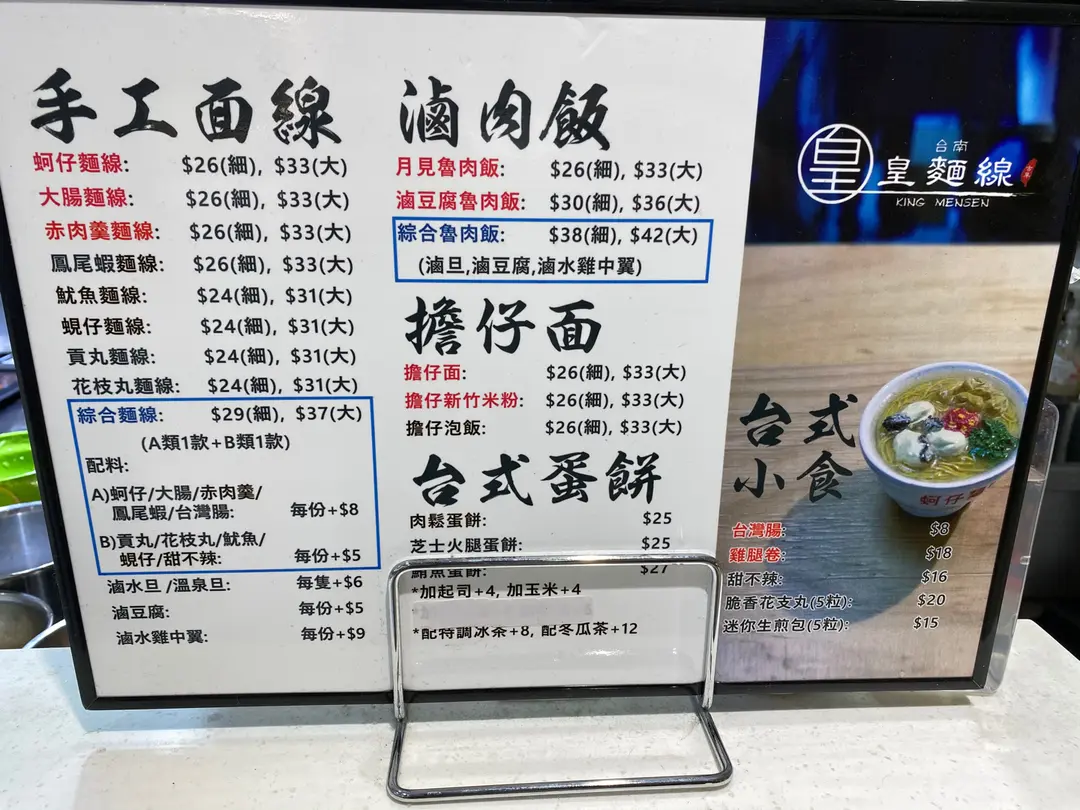 手工面線
蚵仔麵線: $26(細), $33(大)
大腸麵線: $26(細), $33(大)
赤肉羹麵線: $26(細), $33(大)
鳳尾蝦麵線: $26(細), $33(大)
魷魚麵線: $24(細), $31(大)
蜆仔麵線: $24(細), $31(大)
貢丸麵線: $24(細), $31(大)
花枝丸麵線: $24(細), $31(大)
綜合麵線: $29(細), $37(大)
(A類1款+B類1款)
配料:
A)蚵仔/大腸/赤肉羹/
鳳尾蝦/台灣腸: 每份+$8
B)貢丸/花枝丸/魷魚/
蜆仔/甜不辣: 每份+$5
滷水旦/溫泉旦: 每隻+$6
滷豆腐: 每份+$5
滷水雞中翼: 每份+$9
滷肉飯
月見魯肉飯: $26(細), $33(大)
滷豆腐魯肉飯: $30(細), $36(大)
綜合魯肉飯: $38(細), $42(大)
(滷旦,滷豆腐,滷水雞中翼)
擔仔面
擔仔面: $26(細), $33(大)
擔仔新竹米粉: $26(細), $33(大)
擔仔泡飯: $26(細), $33(大)
台式蛋餅
肉鬆蛋餅: $25
芝士火腿蛋餅: $25
鮪魚蛋餅: $27
*加起司+4, 加玉米+4
*配特調冰茶+8, 配冬瓜茶+12
皇
台南
皇麵線
KING MENSEN
台式
小食
蚵仔麵
台灣腸: $8
雞腿卷: $18
甜不辣: $16
脆香花支丸(5粒): $20
迷你生煎包(5粒): $15